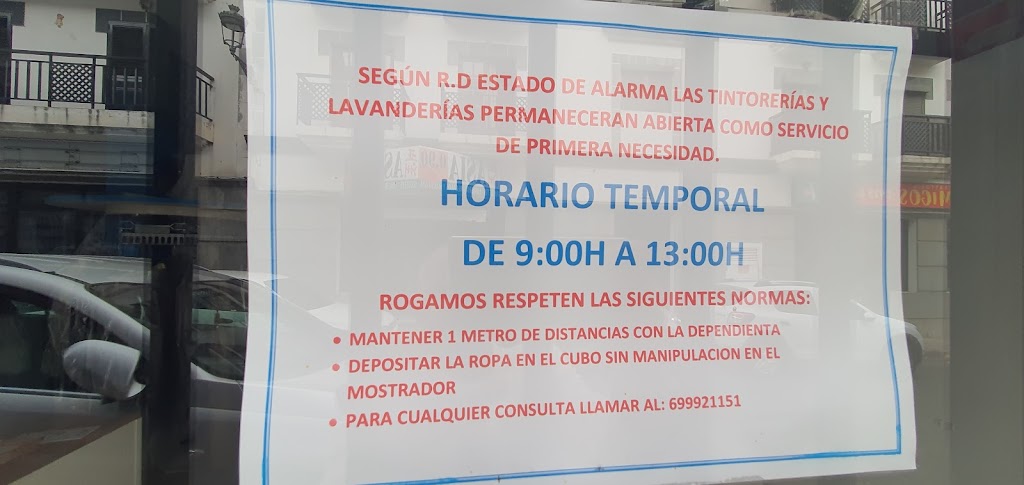 SEGÚN R.D ESTADO DE ALARMA LAS TINTORERÍAS Y
LAVANDERÍAS PERMANECERAN ABIERTA COMO SERVICIO
DE PRIMERA NECESIDAD.
HORARIO TEMPORAL
DE 9:00H A 13:00H
ROGAMOS RESPETEN LAS SIGUIENTES NORMAS:
• MANTENER 1 METRO DE DISTANCIAS CON LA DEPENDIENTA
• DEPOSITAR LA ROPA EN EL CUBO SIN MANIPULACION EN EL
MOSTRADOR
• PARA CUALQUIER CONSULTA LLAMAR AL: 699921151